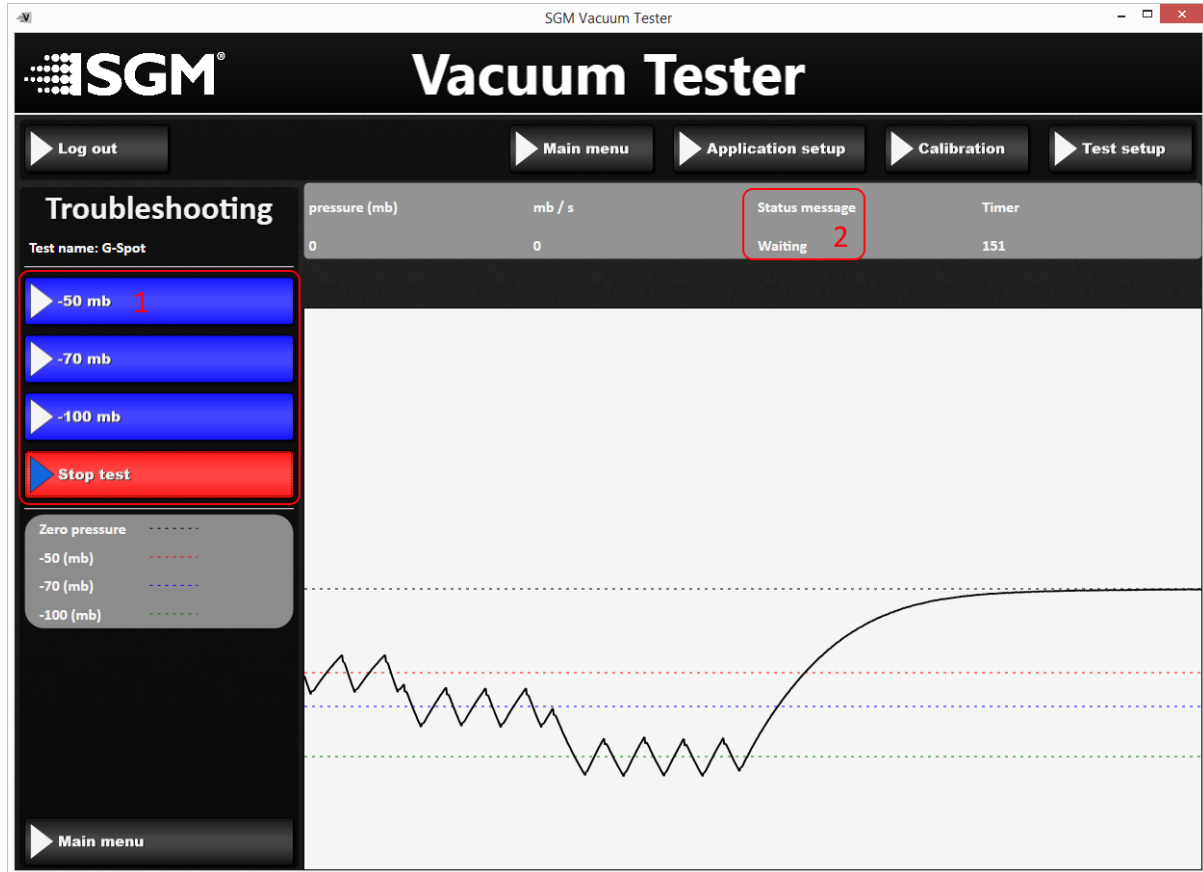 SGM Vacuum Tester
SGM®
Vacuum Tester
Log out
Main menu
Application setup
Calibration
Test setup
Troubleshooting
Test name: G-Spot
pressure (mb) mb / s Status message Timer
0 0 Waiting 2 151
-50 mb 1
-70 mb
-100 mb
Stop test
Zero pressure
-50 (mb)
-70 (mb)
-100 (mb)
Main menu